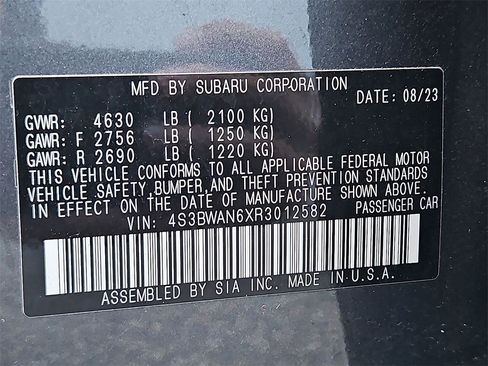 MFD BY SUBARU CORPORATION
DATE: 08/23
GVWR: 4630 LB ( 2100 KG)
GAWR: F 2756 LB ( 1250 KG)
GAWR: R 2690 LB ( 1220 KG)
THIS VEHICLE CONFORMS TO ALL APPLICABLE FEDERAL MOTOR
VEHICLE SAFETY, BUMPER, AND THEFT PREVENTION STANDARDS
IN EFFECT ON THE DATE OF MANUFACTURE SHOWN ABOVE.
VIN: 4S3BWAN6XR3012582 PASSENGER CAR
ASSEMBLED BY SIA INC. MADE IN U.S.A.